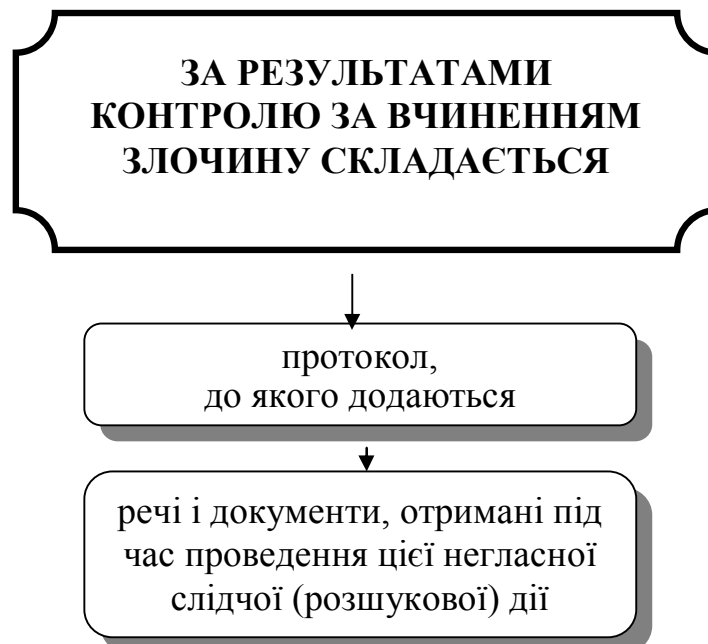 ЗА РЕЗУЛЬТАТАМИ
КОНТРОЛЮ ЗА ВЧИНЕННЯМ
ЗЛОЧИНУ СКЛАДАЄТЬСЯ
протокол,
до якого додаються
речі і документи, отримані під
час проведення цієї негласної
слідчої (розшукової) дії